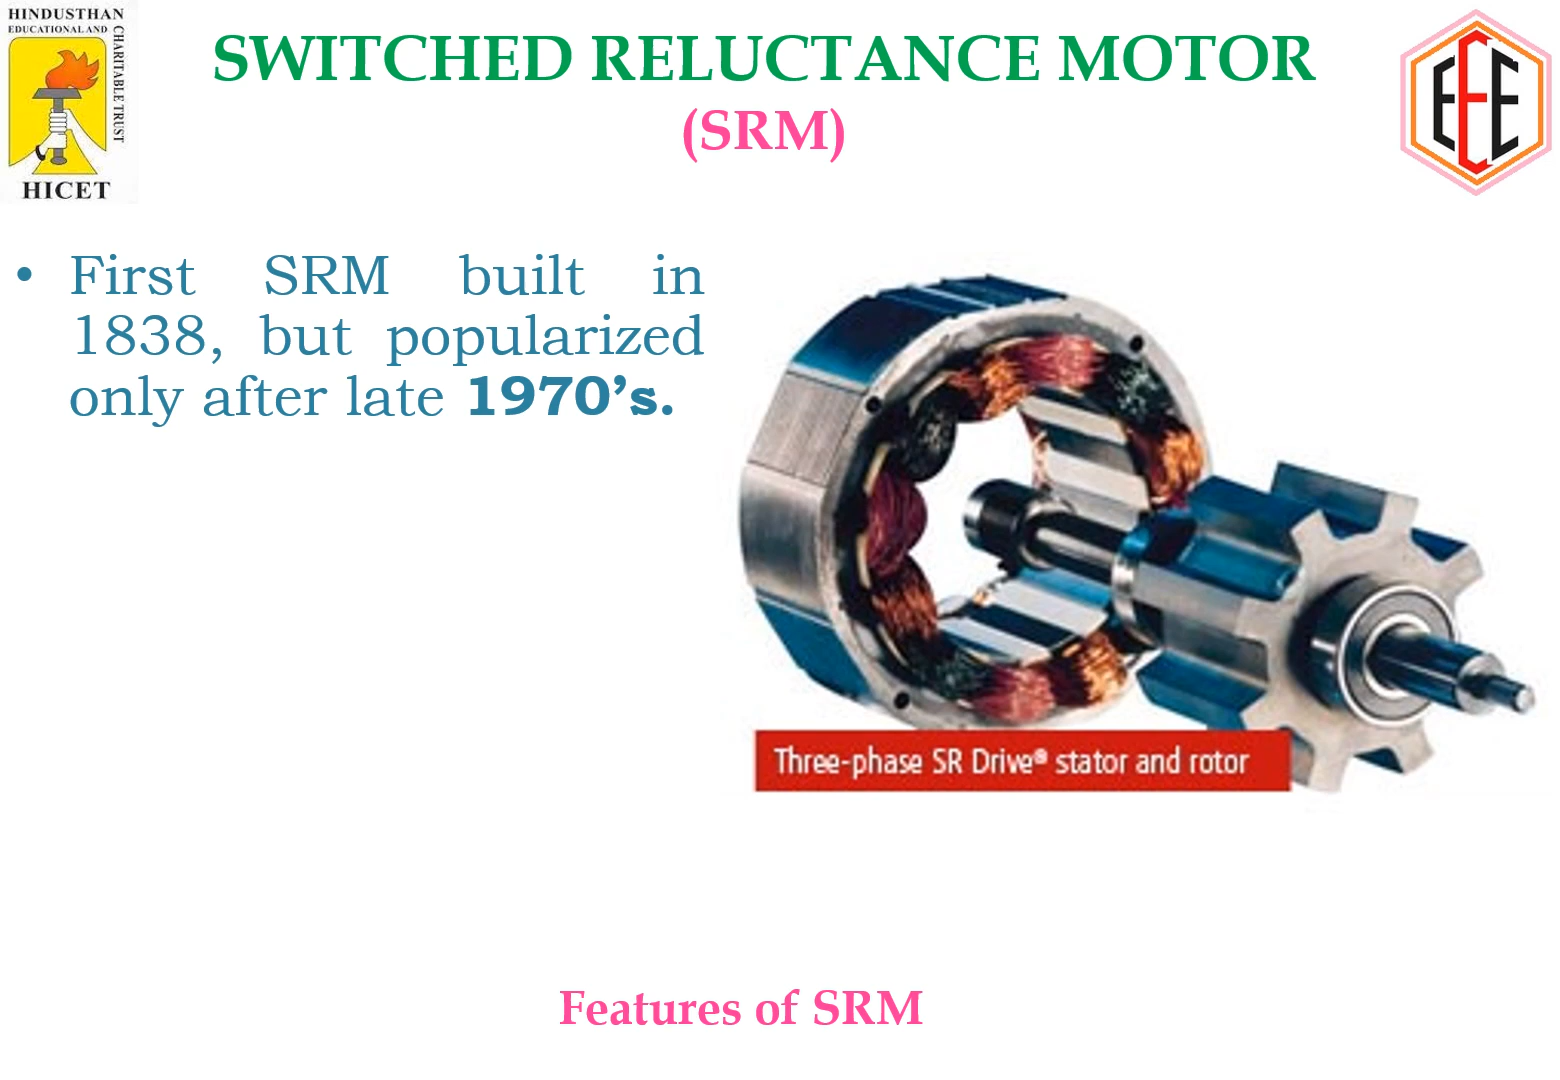 HINDUSTHAN
EDUCATIONAL AND
CHARITABLE TRUST
HICET
SWITCHED RELUCTANCE MOTOR
(SRM)
EEE
• First SRM built in
1838, but popularized
only after late 1970’s.
Three-phase SR Drive® stator and rotor
Features of SRM